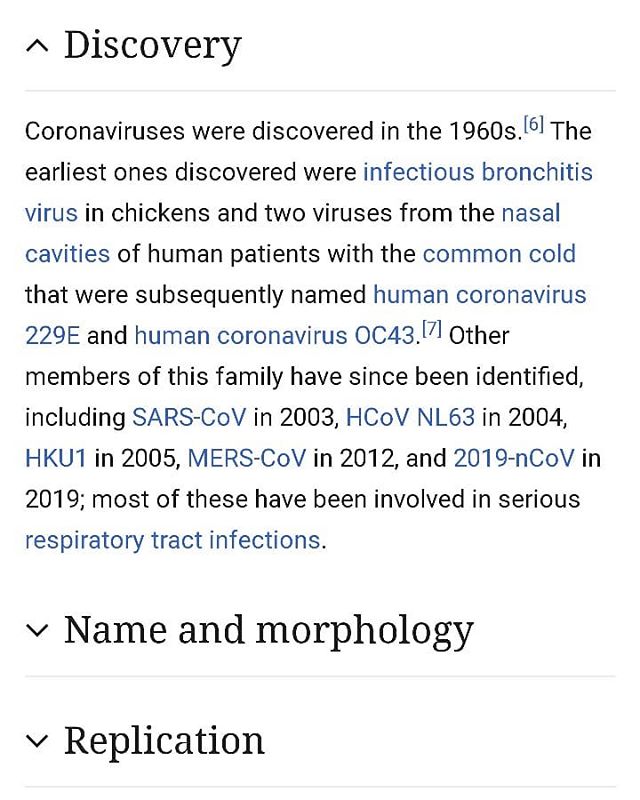 Discovery
Coronaviruses were discovered in the 1960s.[6] The
earliest ones discovered were infectious bronchitis
virus in chickens and two viruses from the nasal
cavities of human patients with the common cold
that were subsequently named human coronavirus
229E and human coronavirus OC43.[7] Other
members of this family have since been identified,
including SARS-CoV in 2003, HCoV NL63 in 2004,
HKU1 in 2005, MERS-CoV in 2012, and 2019-nCoV in
2019; most of these have been involved in serious
respiratory tract infections.
Name and morphology
Replication